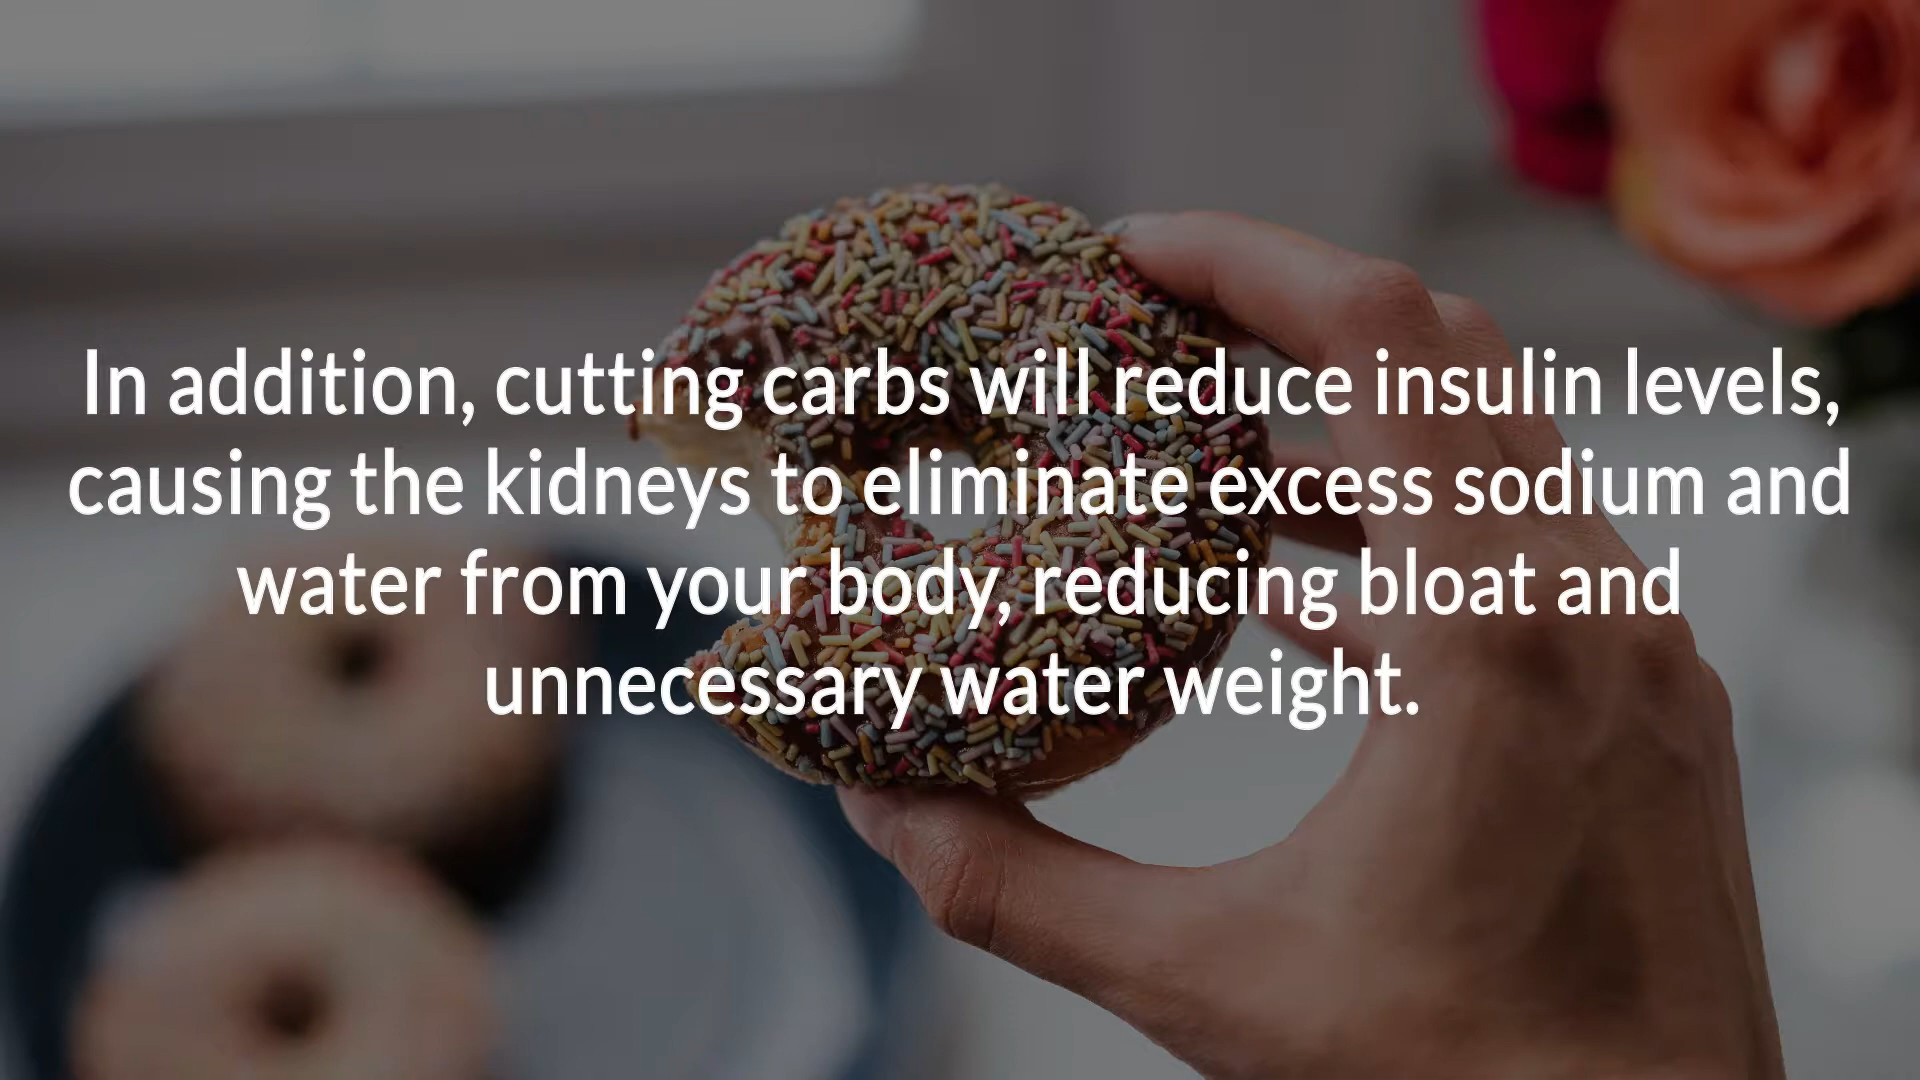 In addition, cutting carbs will reduce insulin levels,
causing the kidneys to eliminate excess sodium and
water from your body, reducing bloat and
unnecessary water weight.